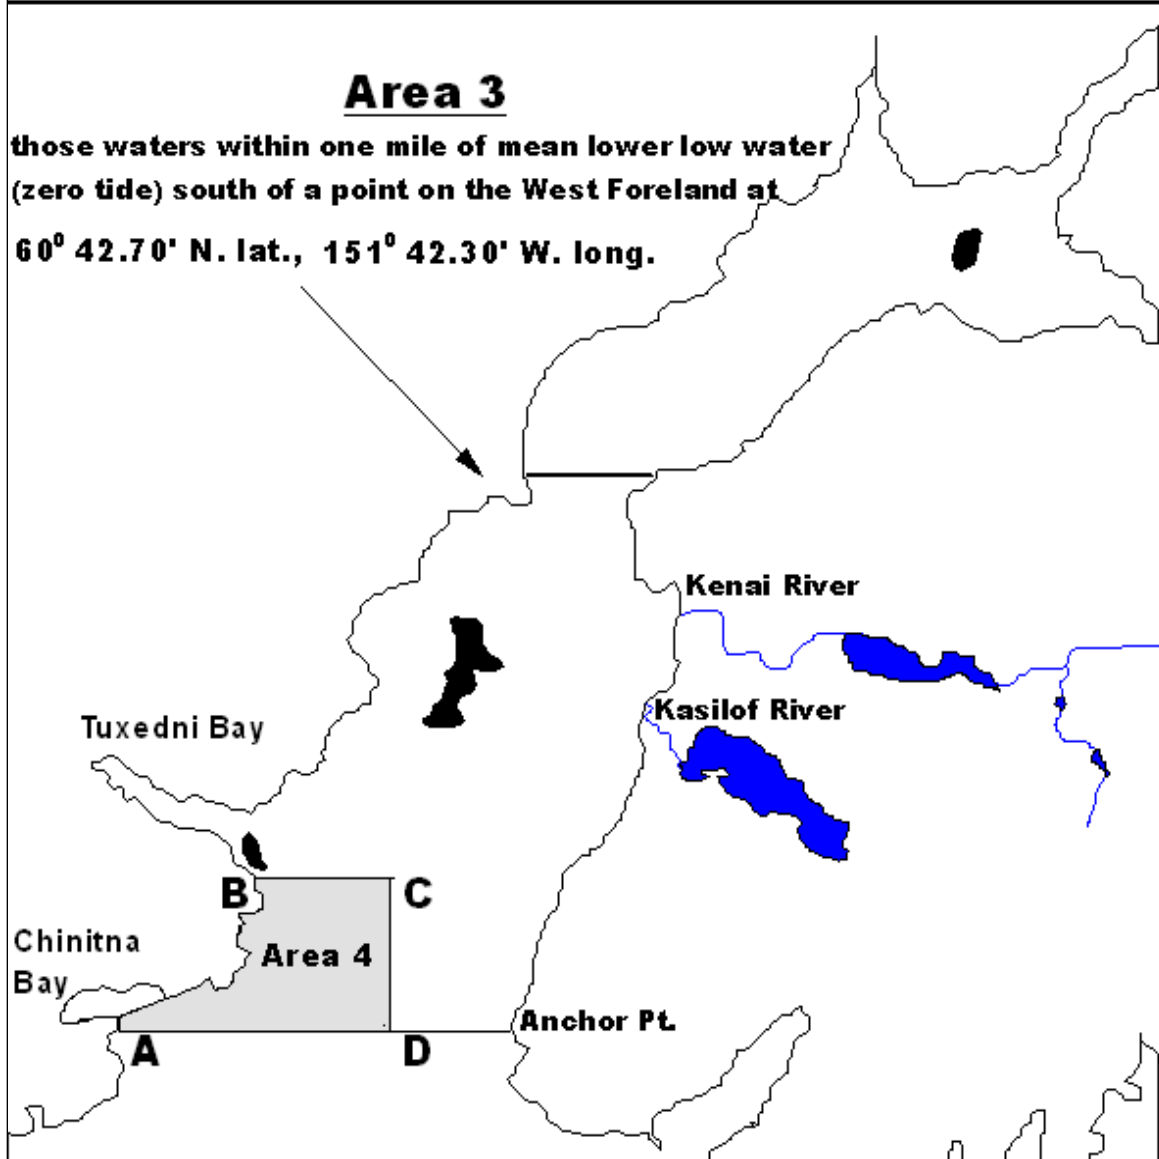 Area 3
those waters within one mile of mean lower low water
(zero tide) south of a point on the West Foreland at
60⁰ 42.70' N. lat., 151⁰ 42.30' W. long.
Kenai River
Kasilof River
Tuxedni Bay
B
C
Chinitna
Bay
Area 4
Anchor Pt.
A
D